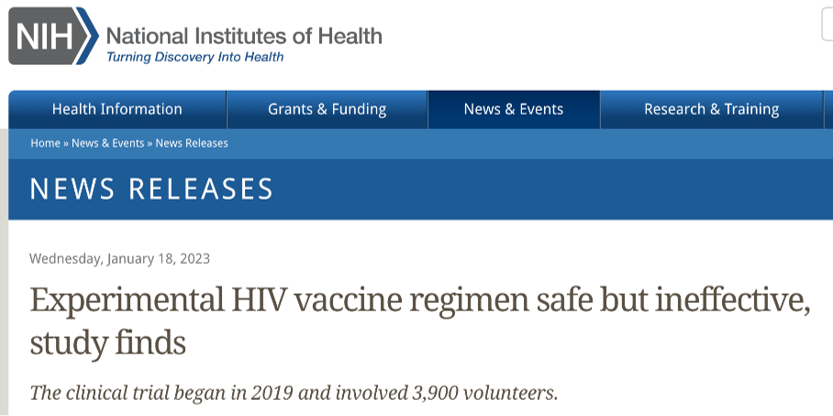 NIH National Institutes of Health
Turning Discovery Into Health
Health Information Grants & Funding News & Events Research & Training
Home » News & Events » News Releases
NEWS RELEASES
Wednesday, January 18, 2023
Experimental HIV vaccine regimen safe but ineffective,
study finds
The clinical trial began in 2019 and involved 3,900 volunteers.